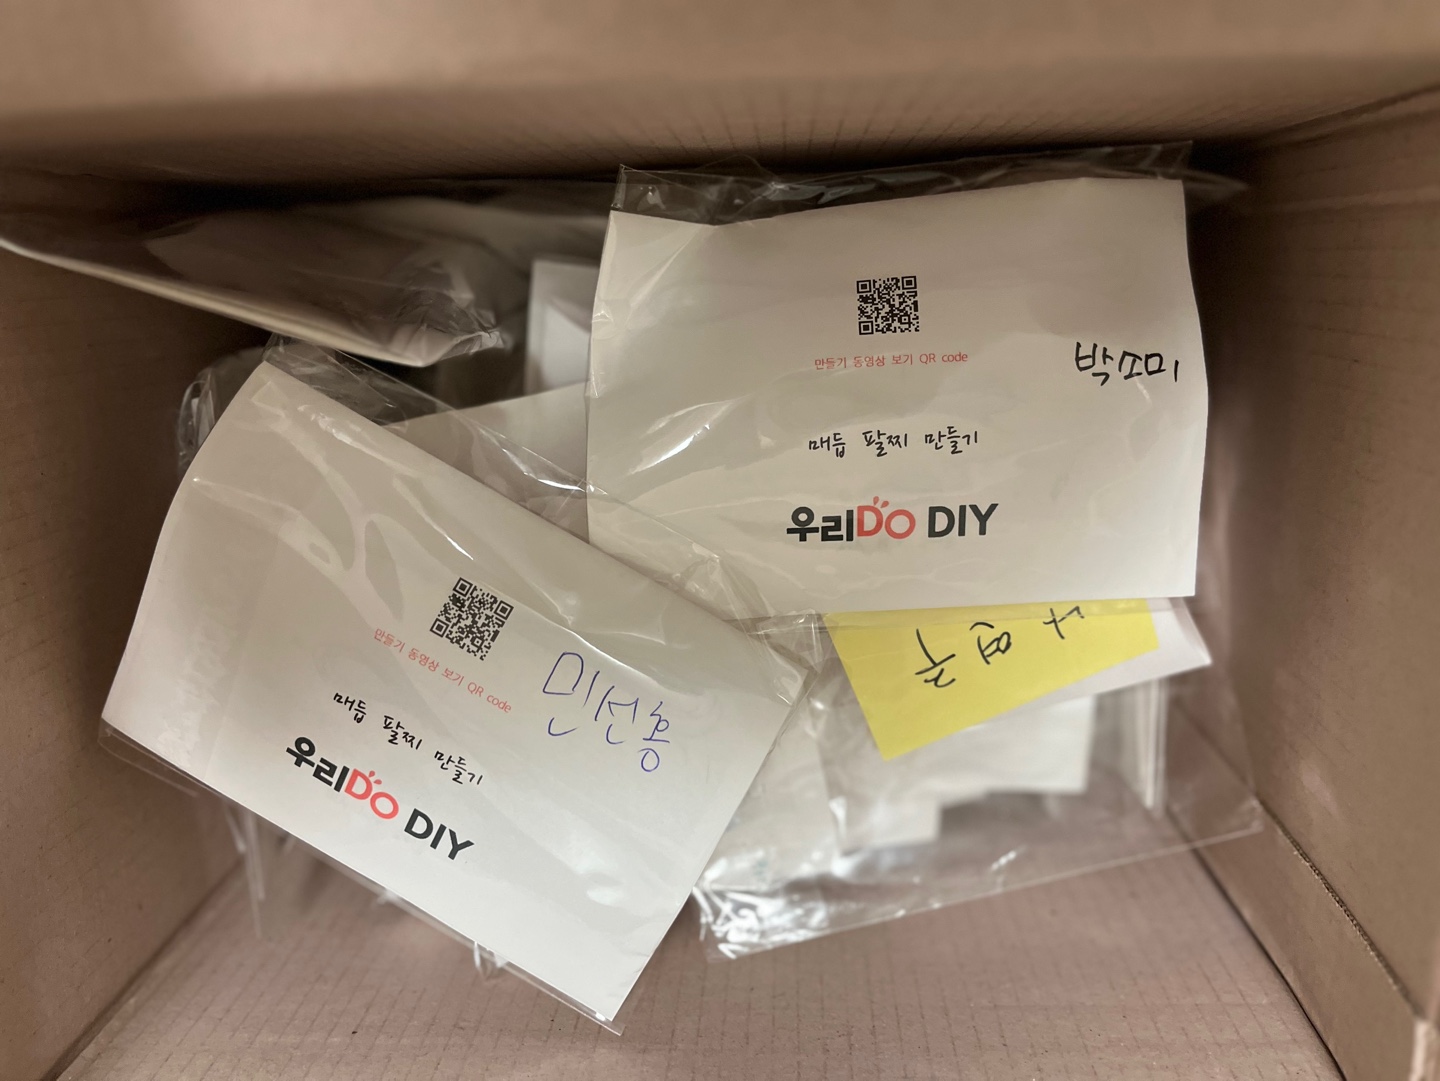 만들기 동영상 보기 QR code
박소미
매듭 팔찌 만들기
우리DO DIY
만들기 동영상 보기 QR code
민선홍
매듭 팔찌 만들기
우리DO DIY